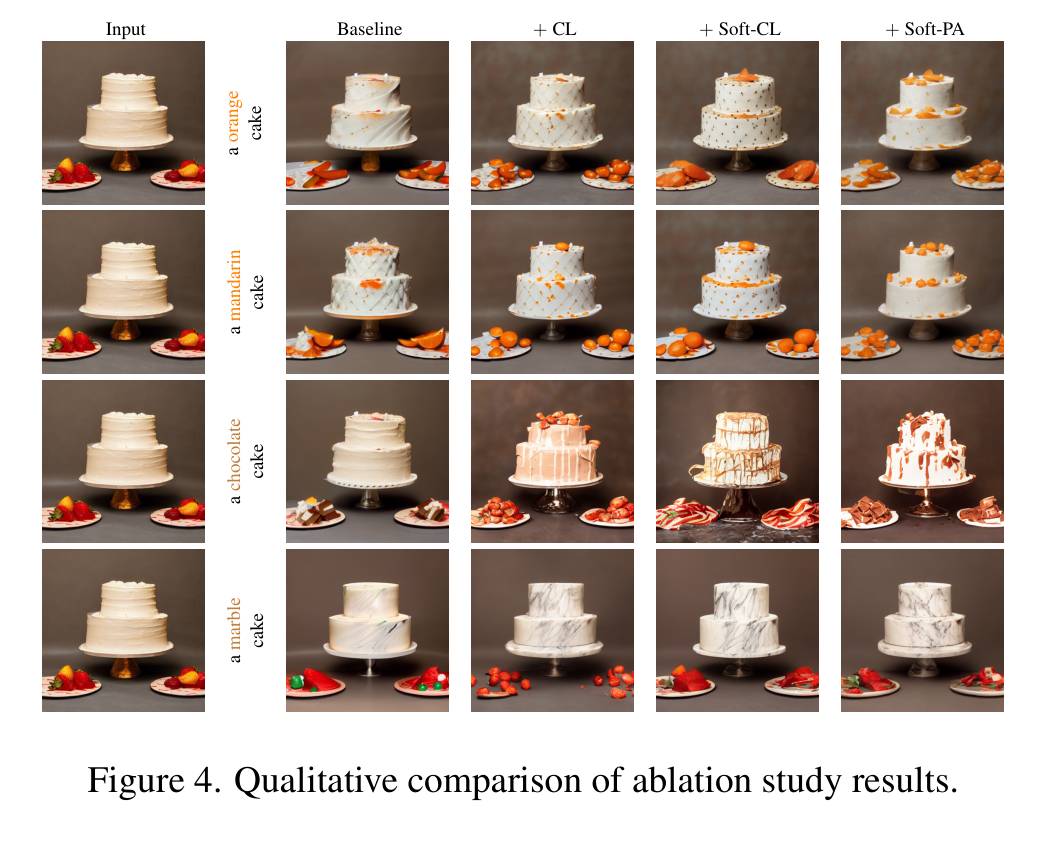 Input
Baseline
+ CL
+ Soft-CL
+ Soft-PA
a orange
cake
a mandarin
cake
a chocolate
cake
a marble
cake
Figure 4. Qualitative comparison of ablation study results.